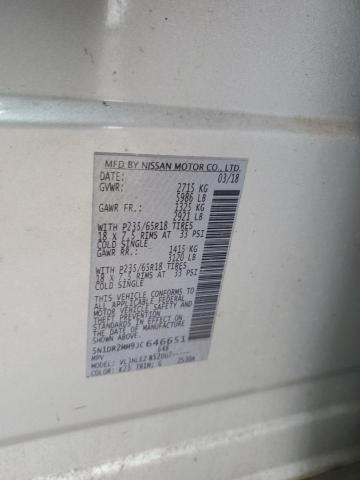 MFD BY NISSAN MOTOR CO., LTD.
DATE: 03/18
GVWR: 2715 KG
5986 LB
GAWR FR.: 1325 KG
2921 LB
WITH P235/65R18 TIRES
18 X 7.5 RIMS AT 33 PSI
COLD SINGLE
GAWR RR.: 1415 KG
3120 LB
WITH P235/65R18 TIRES
18 X 7.5 RIMS AT 33 PSI
COLD SINGLE
THIS VEHICLE CONFORMS TO ALL
APPLICABLE FEDERAL MOTOR VEHICLE
SAFETY AND THEFT PREVENTION
STANDARDS IN EFFECT ON THE DATE OF
MANUFACTURE SHOWN ABOVE.
5N1DR2MM9JC646651
MPV
MODEL:
COLOR: K23 TRIM: G